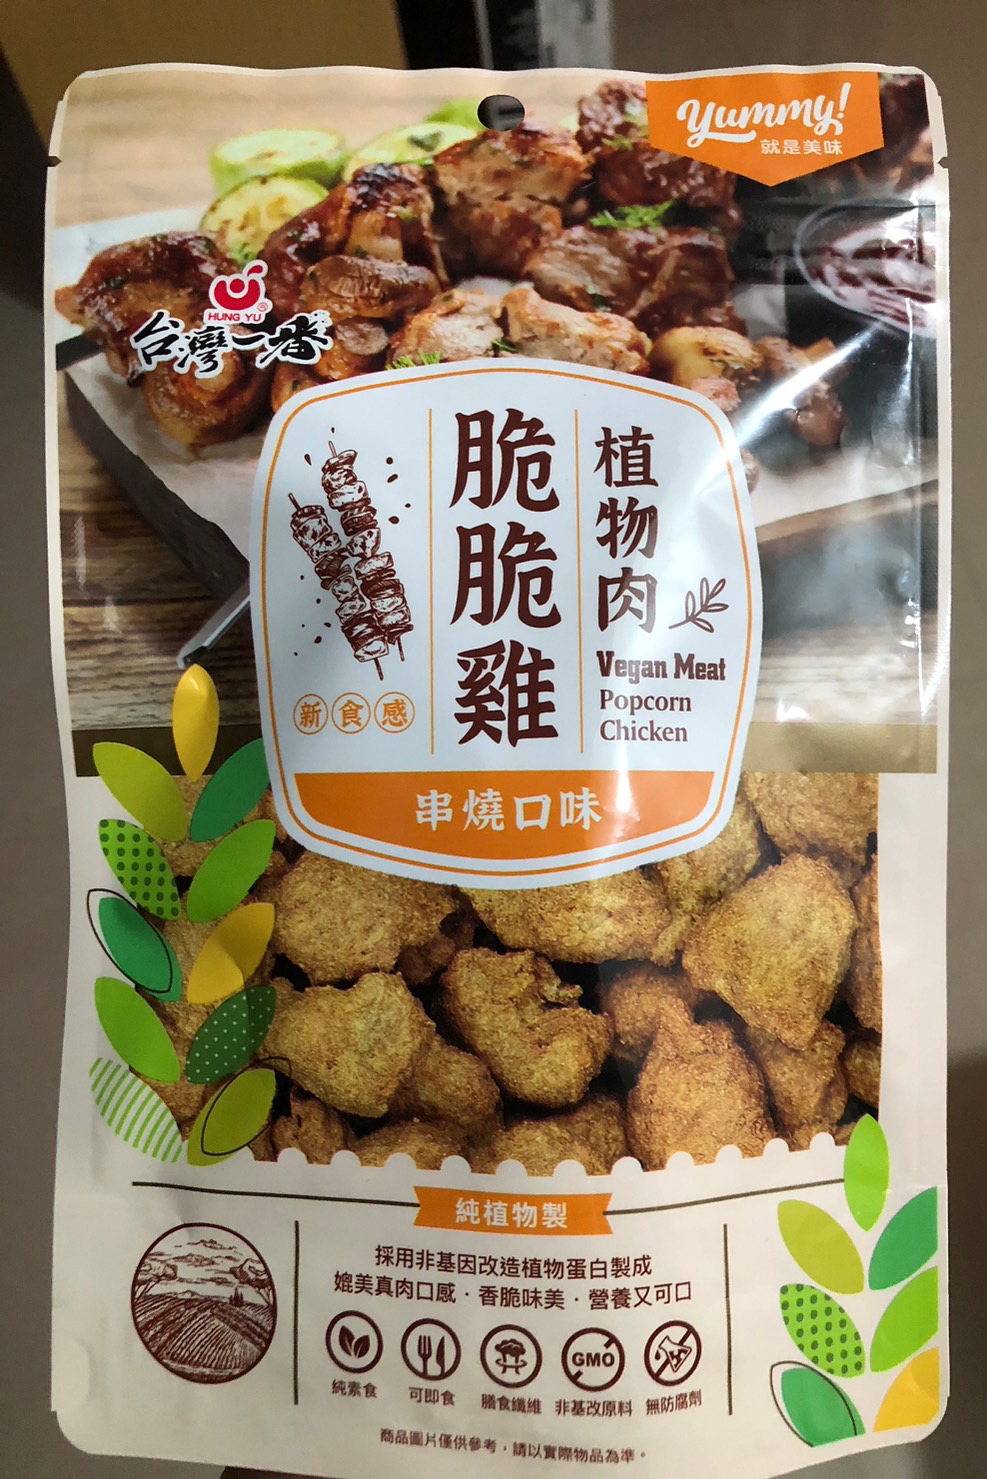 Yummy!
就是美味
HUNG YU
台灣一番
植物肉
脆脆雞
Vegan Meat
Popcorn
Chicken
新食感
串燒口味
純植物製
採用非基因改造植物蛋白製成
媲美真肉口感·香脆味美·營養又可口
GMO
純素食
可即食
膳食纖維
非基改原料
無防腐劑
商品圖片僅供參考，請以實際物品為準。